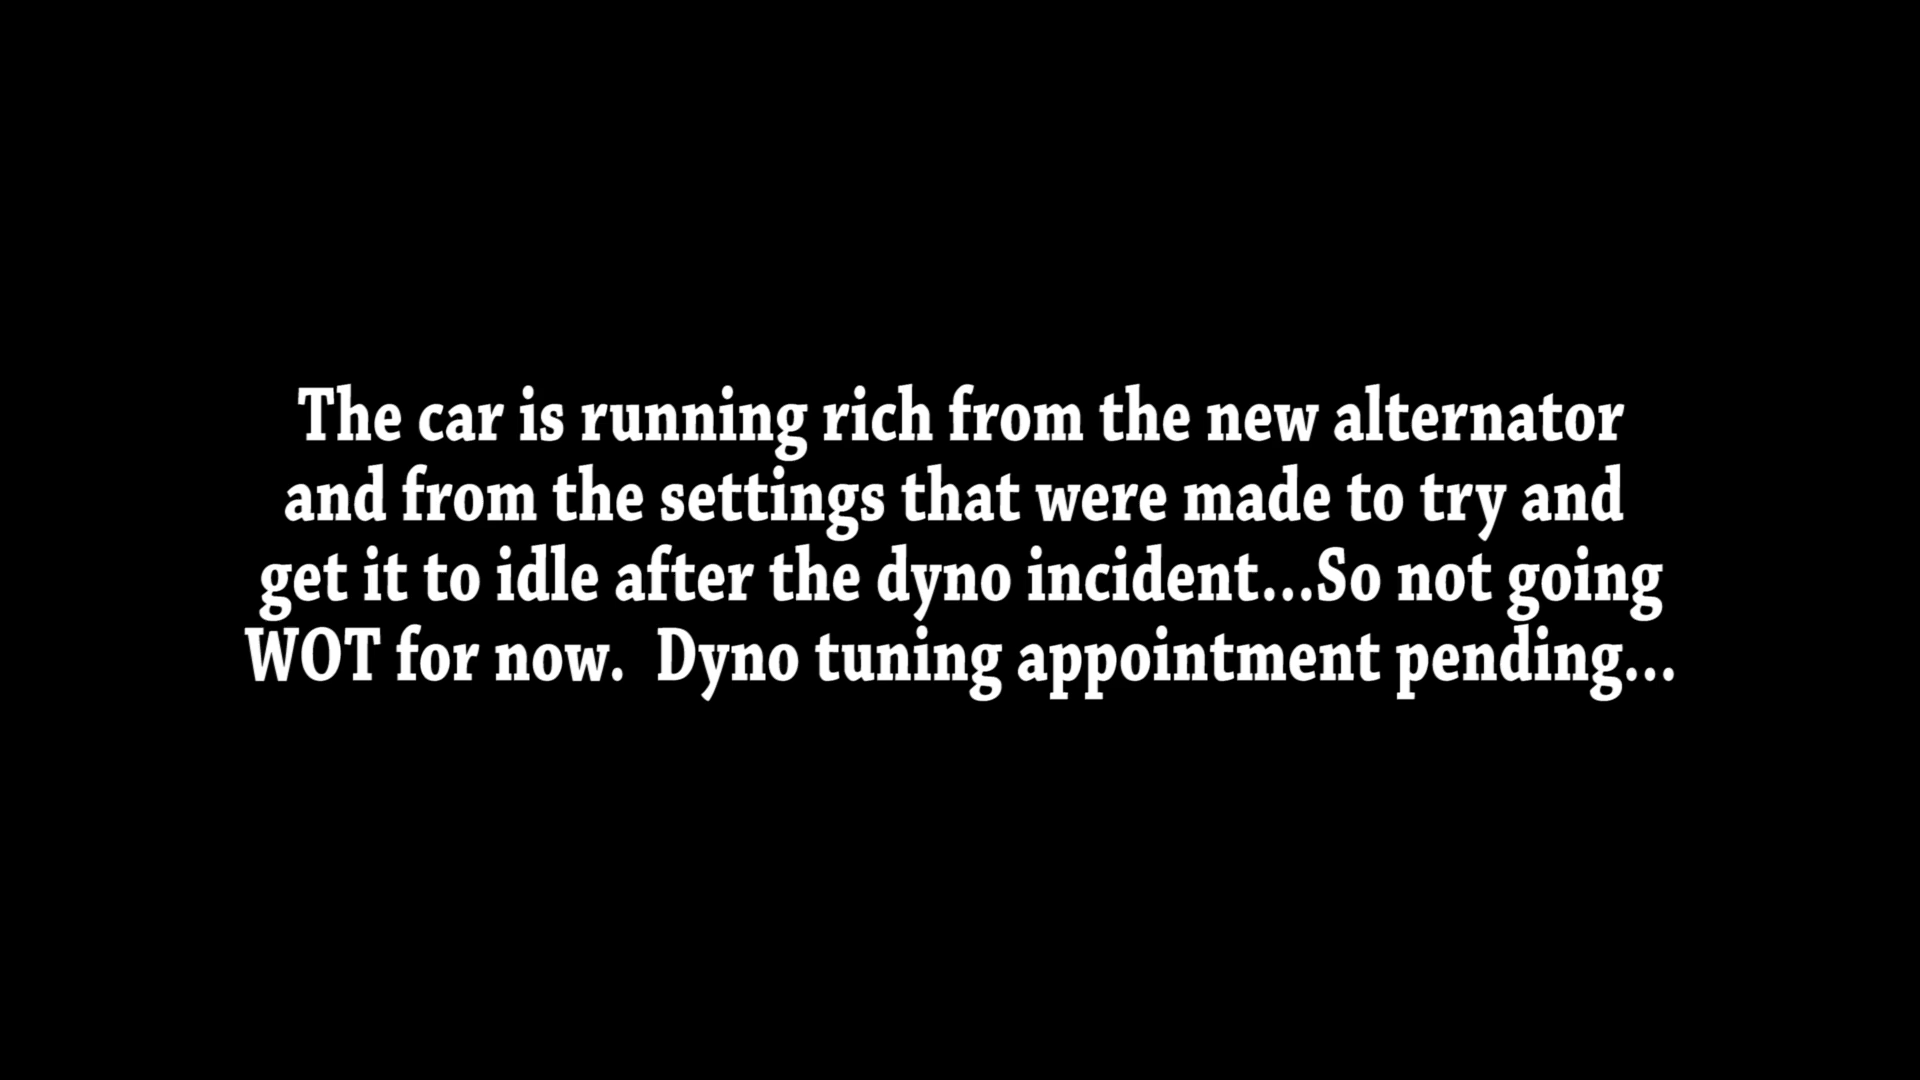 The car is running rich from the new alternator
and from the settings that were made to try and
get it to idle after the dyno incident...So not going
WOT for now.  Dyno tuning appointment pending...